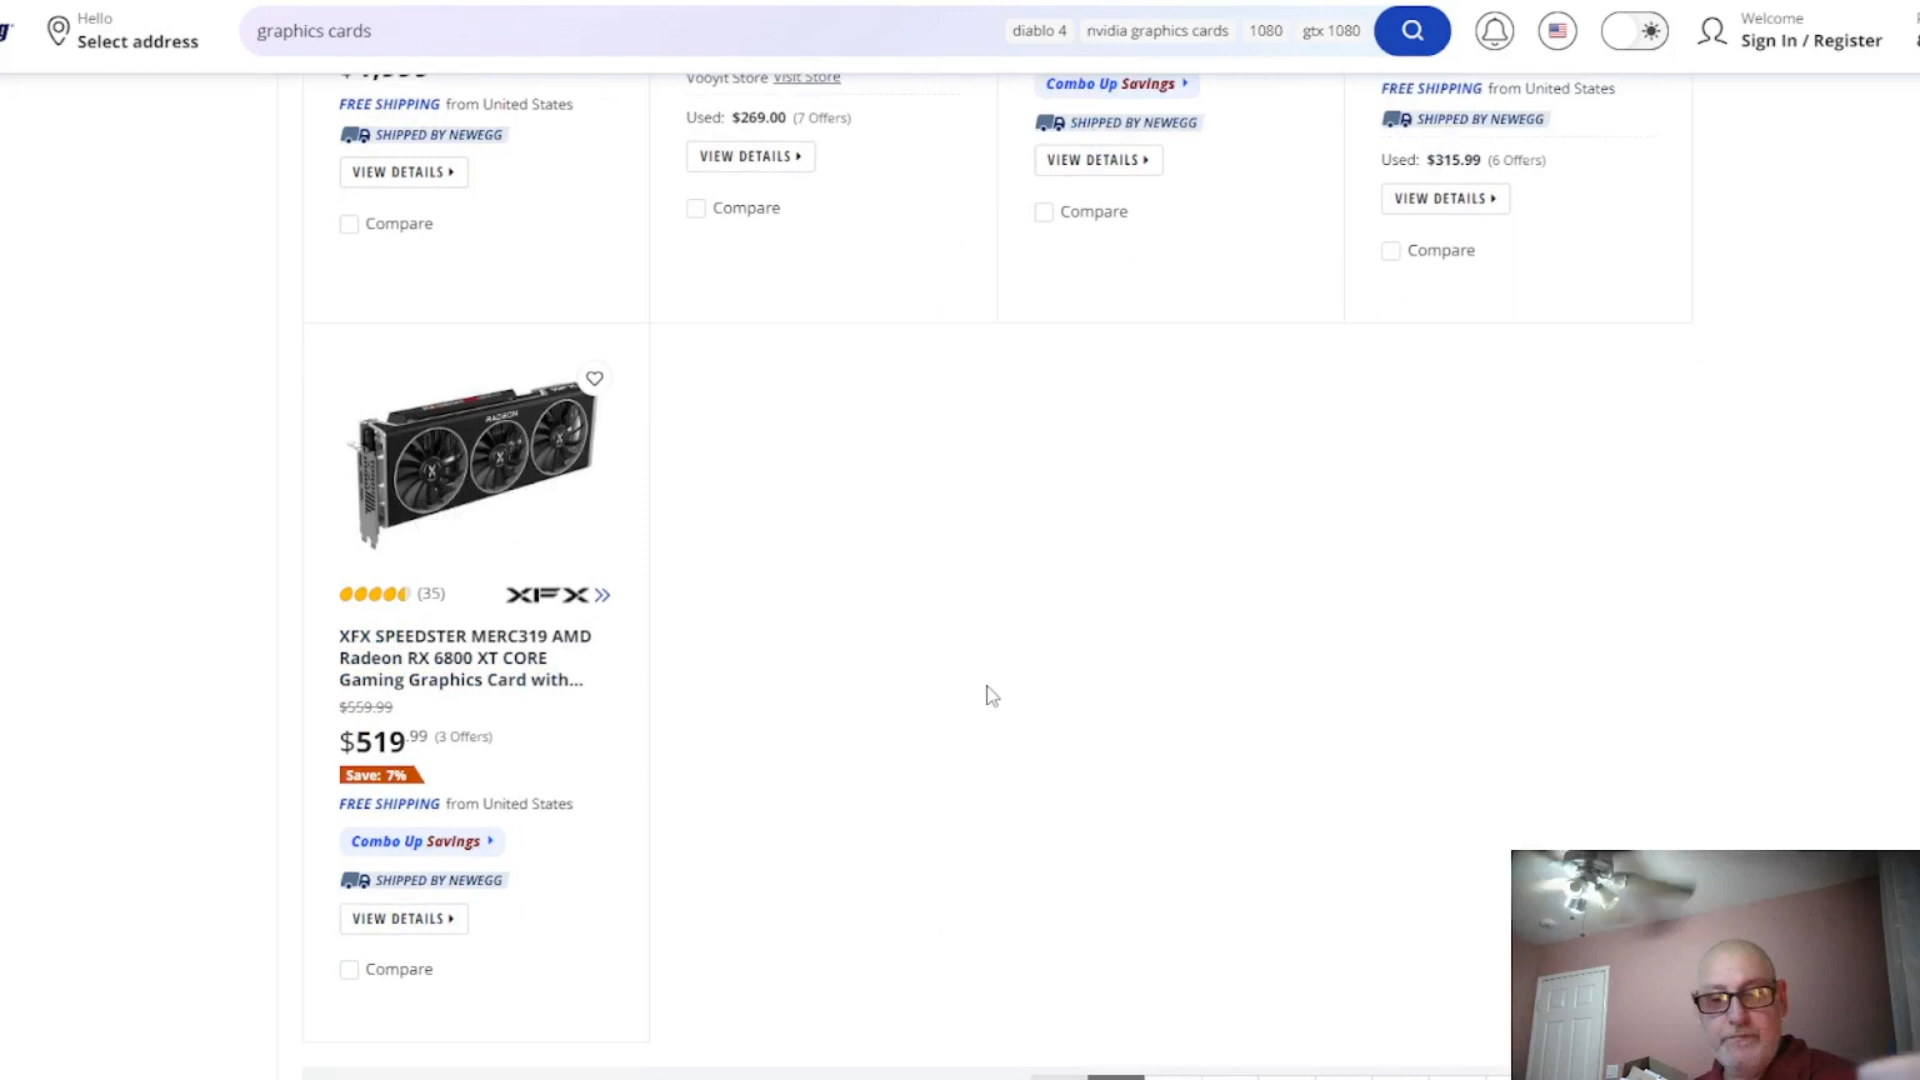 Hello
Select address
graphics cards
diablo 4
nvidia graphics cards
1080
gtx 1080
Welcome
Sign In / Register
FREE SHIPPING from United States
SHIPPED BY NEWEGG
VIEW DETAILS
Compare
Vooyit Store Visit Store
Used: $269.00 (7 Offers)
VIEW DETAILS
Compare
Combo Up Savings
SHIPPED BY NEWEGG
VIEW DETAILS
Compare
FREE SHIPPING from United States
SHIPPED BY NEWEGG
Used: $315.99 (6 Offers)
VIEW DETAILS
Compare
RADEON
(35)
XFX
XFX SPEEDSTER MERC319 AMD
Radeon RX 6800 XT CORE
Gaming Graphics Card with...
$559.99
$519.99 (3 Offers)
Save: 7%
FREE SHIPPING from United States
Combo Up Savings
SHIPPED BY NEWEGG
VIEW DETAILS
Compare